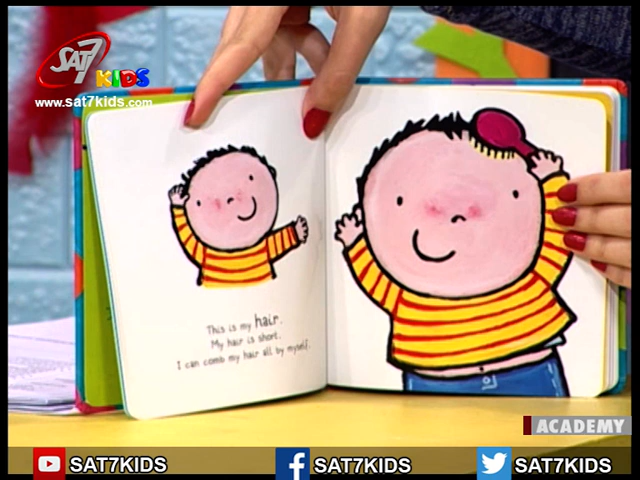 SAT7
KIDS
www.sat7kids.com
This is my hair.
My hair is short.
I can comb my hair all by myself.
ACADEMY
SAT7KIDS
SAT7KIDS
SAT7KIDS